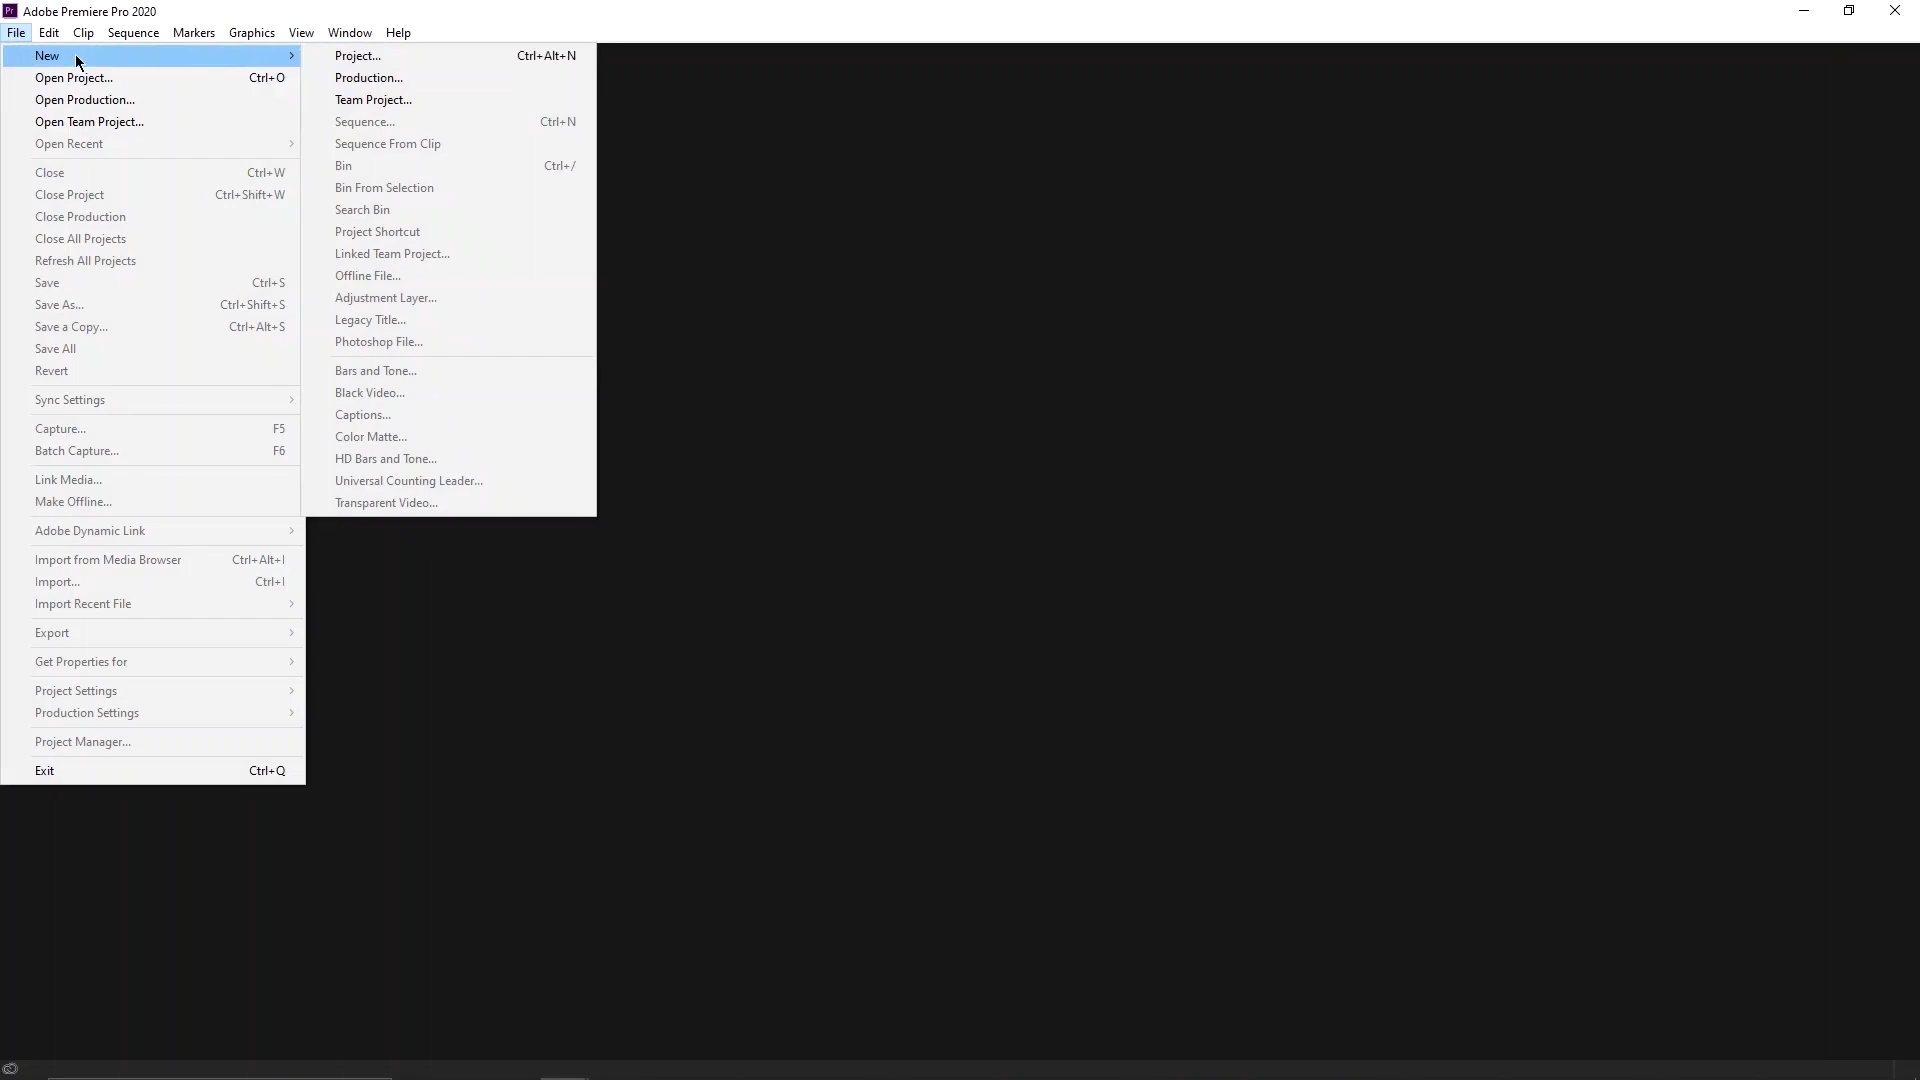 Pr Adobe Premiere Pro 2020
File Edit Clip Sequence Markers Graphics View Window Help
New
Open Project... Ctrl+O
Open Production...
Open Team Project...
Open Recent
Close Ctrl+W
Close Project Ctrl+Shift+W
Close Production
Close All Projects
Refresh All Projects
Save Ctrl+S
Save As... Ctrl+Shift+S
Save a Copy... Ctrl+Alt+S
Save All
Revert
Sync Settings
Capture... F5
Batch Capture... F6
Link Media...
Make Offline...
Adobe Dynamic Link
Import from Media Browser Ctrl+Alt+I
Import... Ctrl+I
Import Recent File
Export
Get Properties for
Project Settings
Production Settings
Project Manager...
Exit Ctrl+Q
Project... Ctrl+Alt+N
Production...
Team Project...
Sequence... Ctrl+N
Sequence From Clip
Bin Ctrl+/
Bin From Selection
Search Bin
Project Shortcut
Linked Team Project...
Offline File...
Adjustment Layer...
Legacy Title...
Photoshop File...
Bars and Tone...
Black Video...
Captions...
Color Matte...
HD Bars and Tone...
Universal Counting Leader...
Transparent Video...